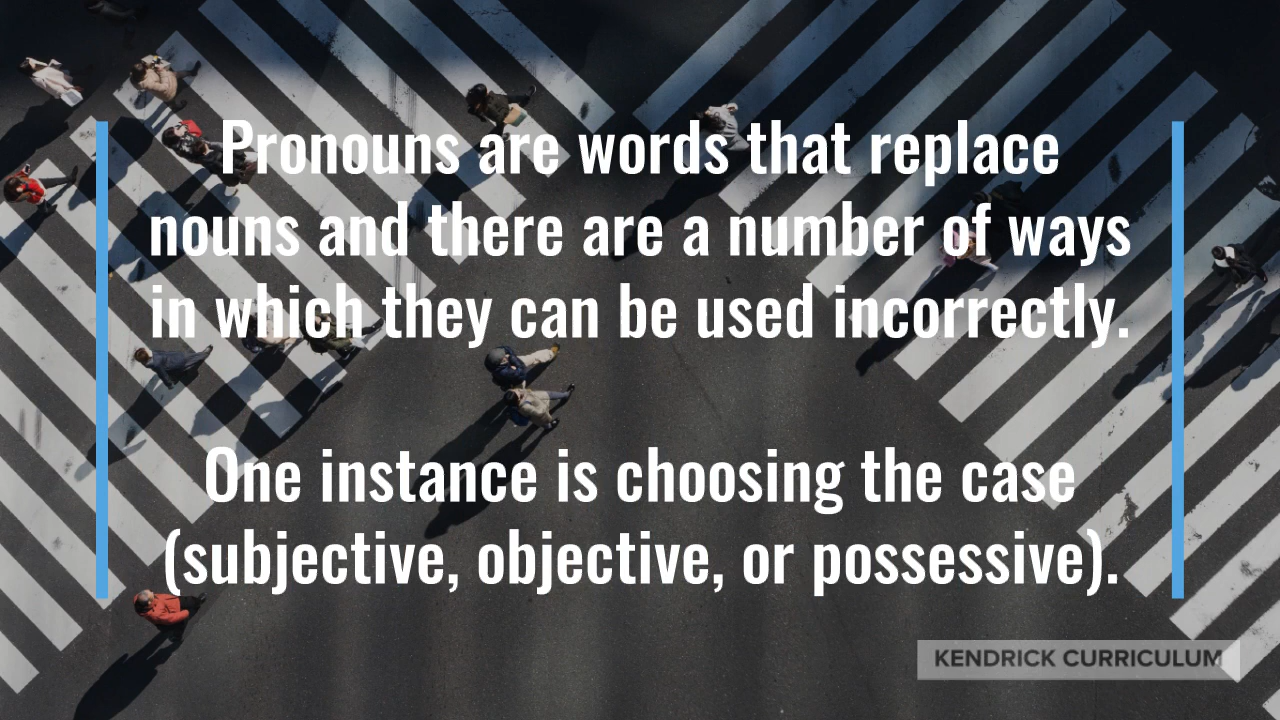 Pronouns are words that replace
nouns and there are a number of ways
in which they can be used incorrectly.
One instance is choosing the case
(subjective, objective, or possessive).
KENDRICK CURRICULUM